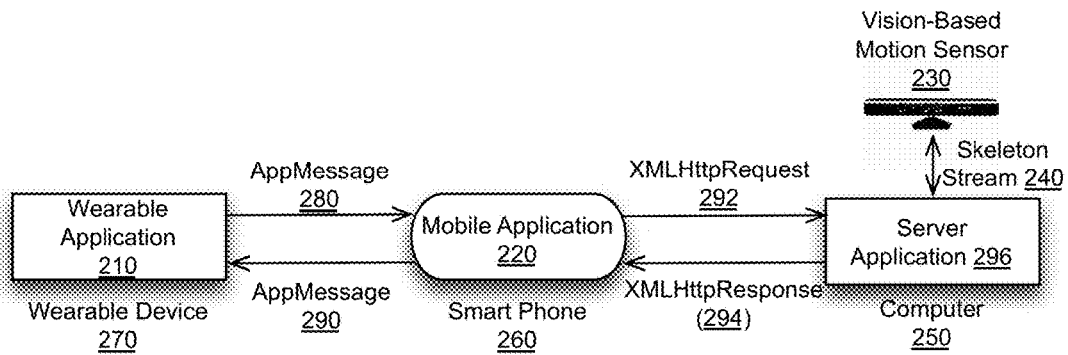 Vision-Based
Motion Sensor
230
Skeleton
Stream 240
AppMessage
280
XMLHttpRequest
292
Wearable
Application
210
Mobile Application
220
Server
Application 296
AppMessage
290
XMLHttpResponse
(294)
Wearable Device
270
Smart Phone
260
Computer
250